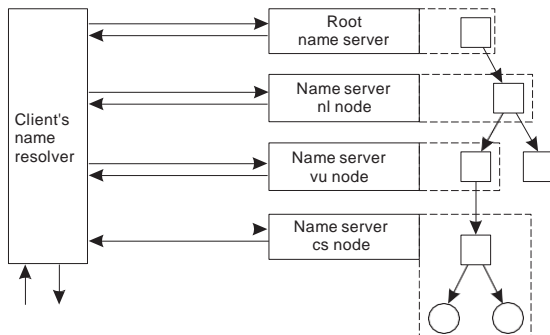 Root
name server
Name server
nl node
Client's
name
resolver
Name server
vu node
Name server
cs node